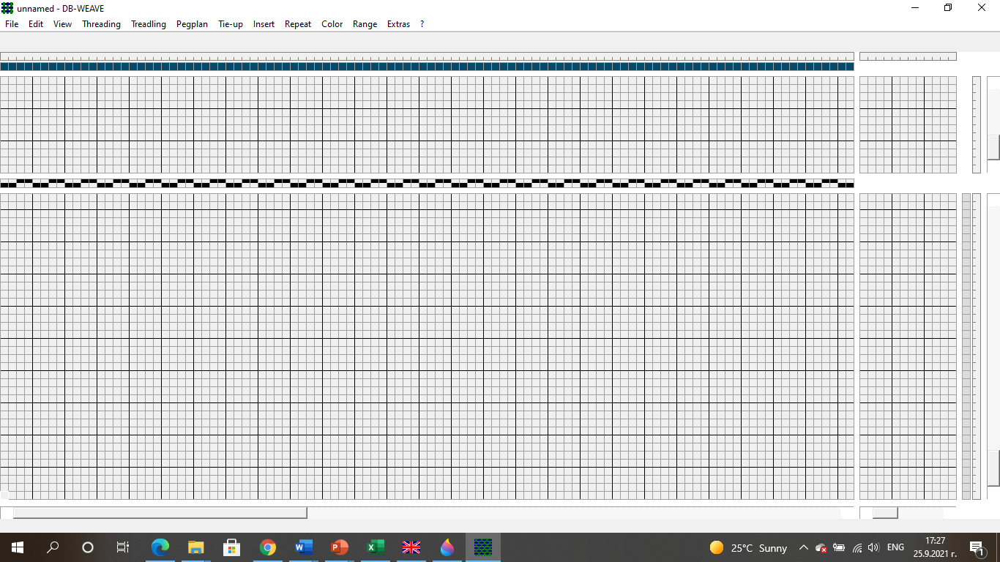 unnamed - DB-WEAVE
File Edit View Threading Treadling Pegplan Tie-up Insert Repeat Color Range Extras ?
25°C Sunny ENG 17:27
25.9.2021 г. 1